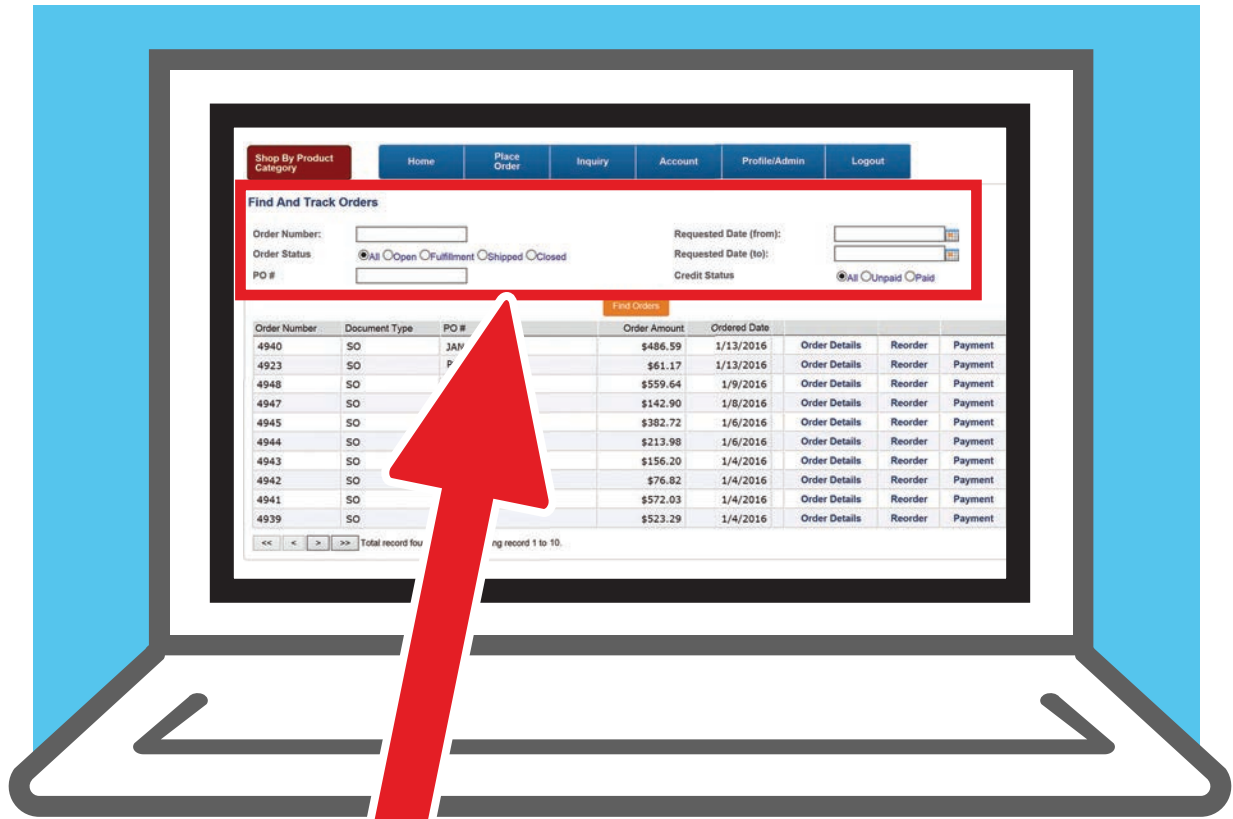 Shop By Product Category Home Place Order Inquiry Account Profile/Admin Logout
Find And Track Orders
Order Number: Requested Date (from):
Order Status All Open Fulfillment Shipped Closed Requested Date (to):
PO # Credit Status All Unpaid Paid
Find Orders
Order Number Document Type PO # Order Amount Ordered Date
4940 SO JAN $486.59 1/13/2016 Order Details Reorder Payment
4923 SO $61.17 1/13/2016 Order Details Reorder Payment
4948 SO $559.64 1/9/2016 Order Details Reorder Payment
4947 SO $142.90 1/8/2016 Order Details Reorder Payment
4945 SO $382.72 1/6/2016 Order Details Reorder Payment
4944 SO $213.98 1/6/2016 Order Details Reorder Payment
4943 SO $156.20 1/4/2016 Order Details Reorder Payment
4942 SO $76.82 1/4/2016 Order Details Reorder Payment
4941 SO $572.03 1/4/2016 Order Details Reorder Payment
4939 SO $523.29 1/4/2016 Order Details Reorder Payment
<< < > >> Total record record 1 to 10.